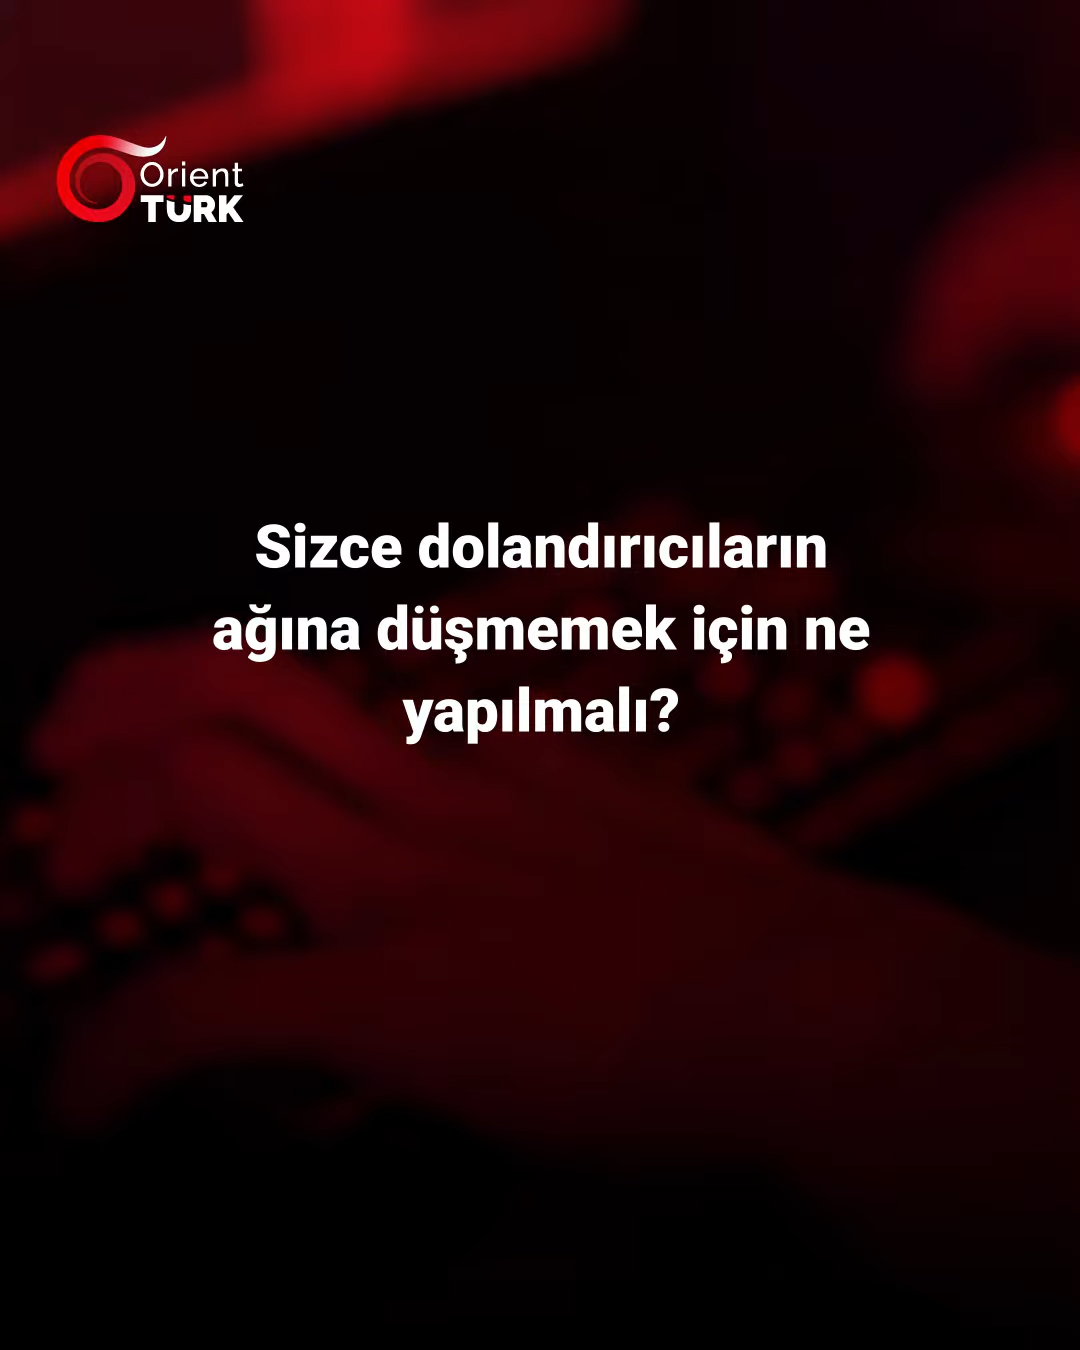 Orient
TÜRK
Sizce dolandırıcıların
ağına düşmemek için ne
yapılmalı?